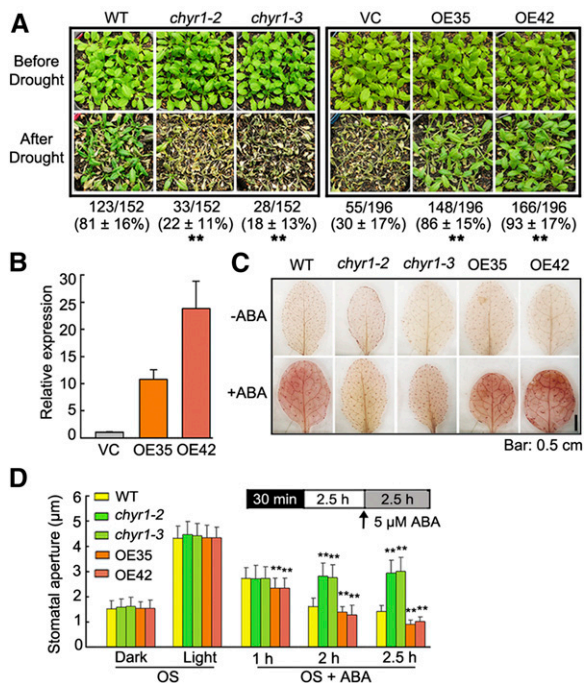 A
WT chyr1-2 chyr1-3 VC OE35 OE42
Before
Drought
After
Drought
123/152 33/152 28/152 55/196 148/196 166/196
(81 ± 16%) (22 ± 11%) (18 ± 13%) (30 ± 17%) (86 ± 15%) (93 ± 17%)
** ** ** **
B
Relative expression
30
25
20
15
10
5
0
VC OE35 OE42
C
WT chyr1-2 chyr1-3 OE35 OE42
-ABA
+ABA
Bar: 0.5 cm
D
Stomatal aperture (µm)
6
5
4
3
2
1
0
WT
chyr1-2
chyr1-3
OE35
OE42
30 min 2.5 h 2.5 h
5 µM ABA
** ** ** ** ** ** ** ** ** **
Dark Light 1 h 2 h 2.5 h
OS OS + ABA